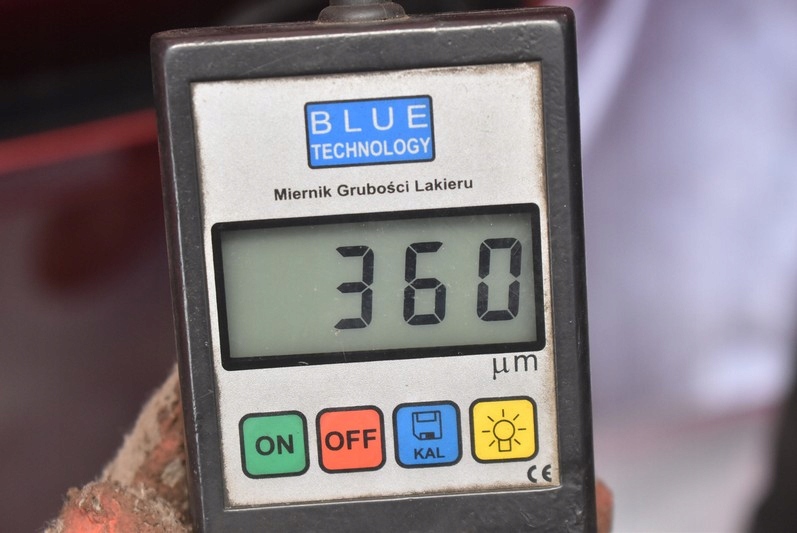 BLUE
TECHNOLOGY
Miernik Grubości Lakieru
360
µm
ON OFF KAL
CE